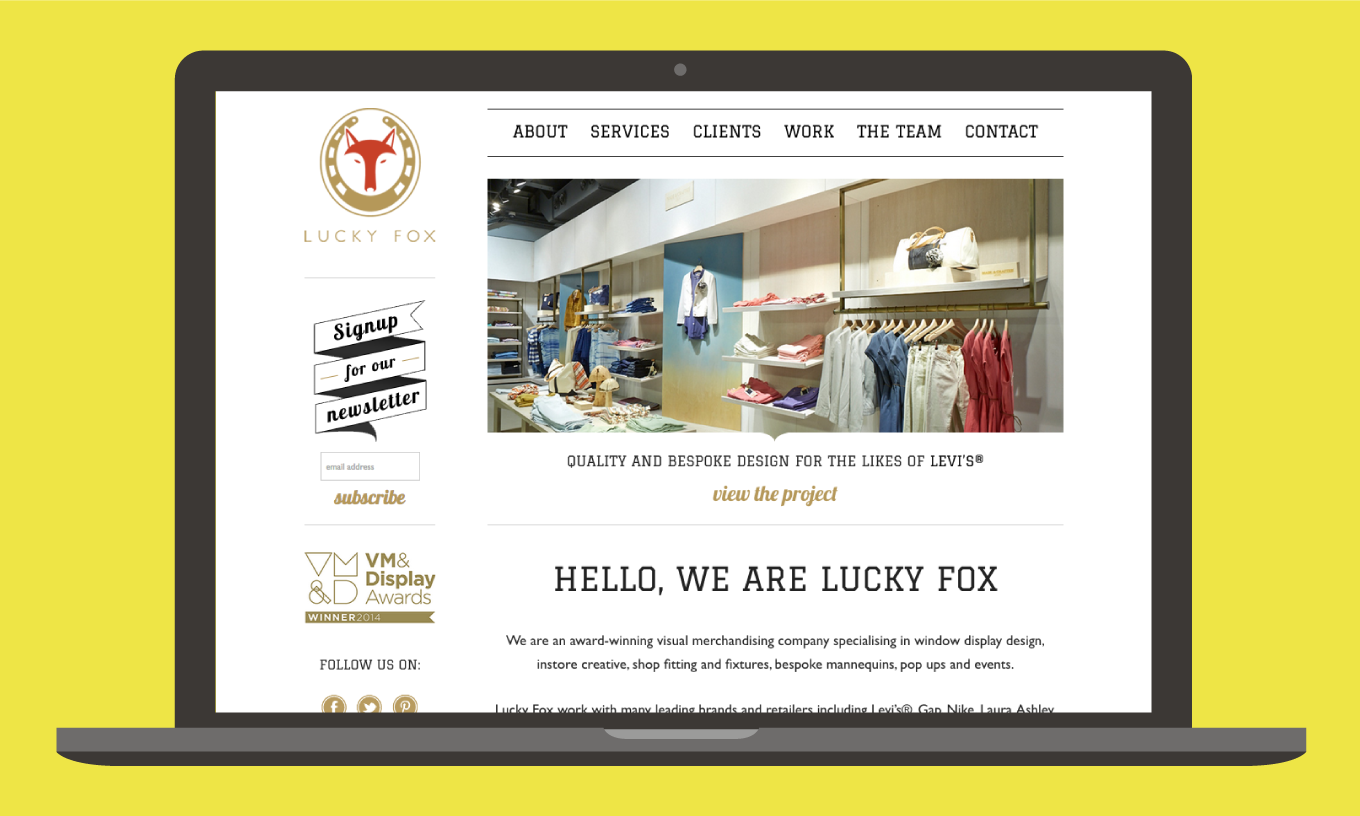 LUCKY FOX
Signup
for our
newsletter
email address
subscribe
VM&D
VM&
Display
Awards
WINNER2014
FOLLOW US ON:
ABOUT SERVICES CLIENTS WORK THE TEAM CONTACT
QUALITY AND BESPOKE DESIGN FOR THE LIKES OF LEVI'S®
view the project
HELLO, WE ARE LUCKY FOX
We are an award-winning visual merchandising company specialising in window display design,
instore creative, shop fitting and fixtures, bespoke mannequins, pop ups and events.
Lucky Fox work with many leading brands and retailers including Levi's®, Gap, Nike, Laura Ashley,